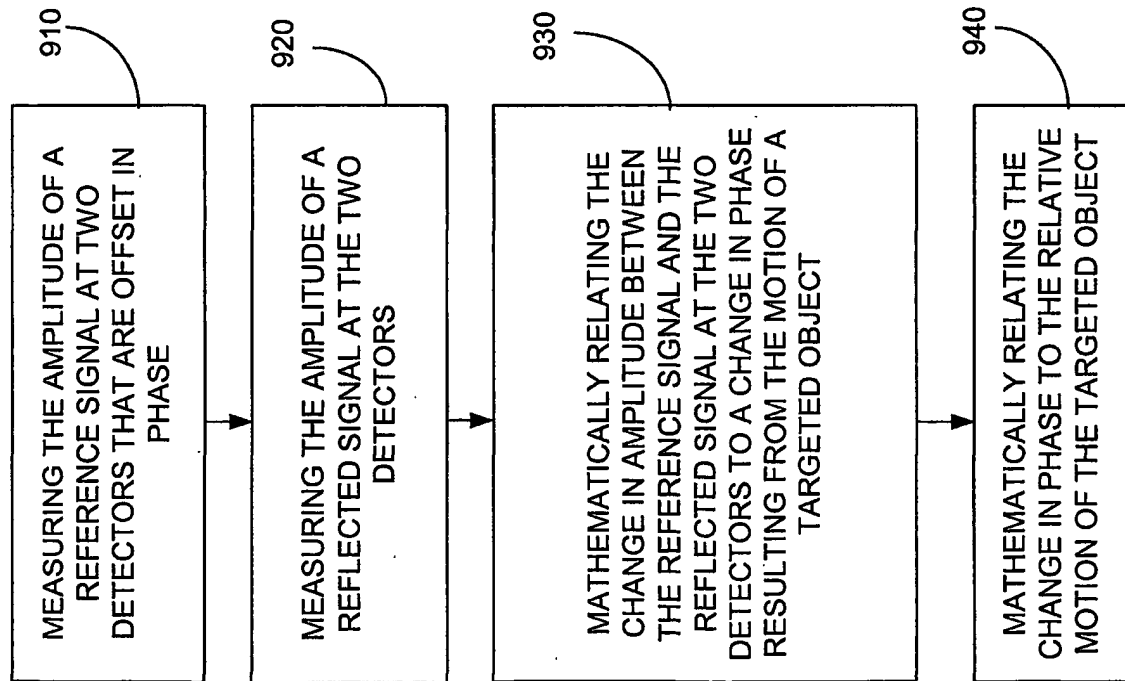 910
MEASURING THE AMPLITUDE OF A
REFERENCE SIGNAL AT TWO
DETECTORS THAT ARE OFFSET IN
PHASE
920
MEASURING THE AMPLITUDE OF A
REFLECTED SIGNAL AT THE TWO
DETECTORS
930
MATHEMATICALLY RELATING THE
CHANGE IN AMPLITUDE BETWEEN
THE REFERENCE SIGNAL AND THE
REFLECTED SIGNAL AT THE TWO
DETECTORS TO A CHANGE IN PHASE
RESULTING FROM THE MOTION OF A
TARGETED OBJECT
940
MATHEMATICALLY RELATING THE
CHANGE IN PHASE TO THE RELATIVE
MOTION OF THE TARGETED OBJECT